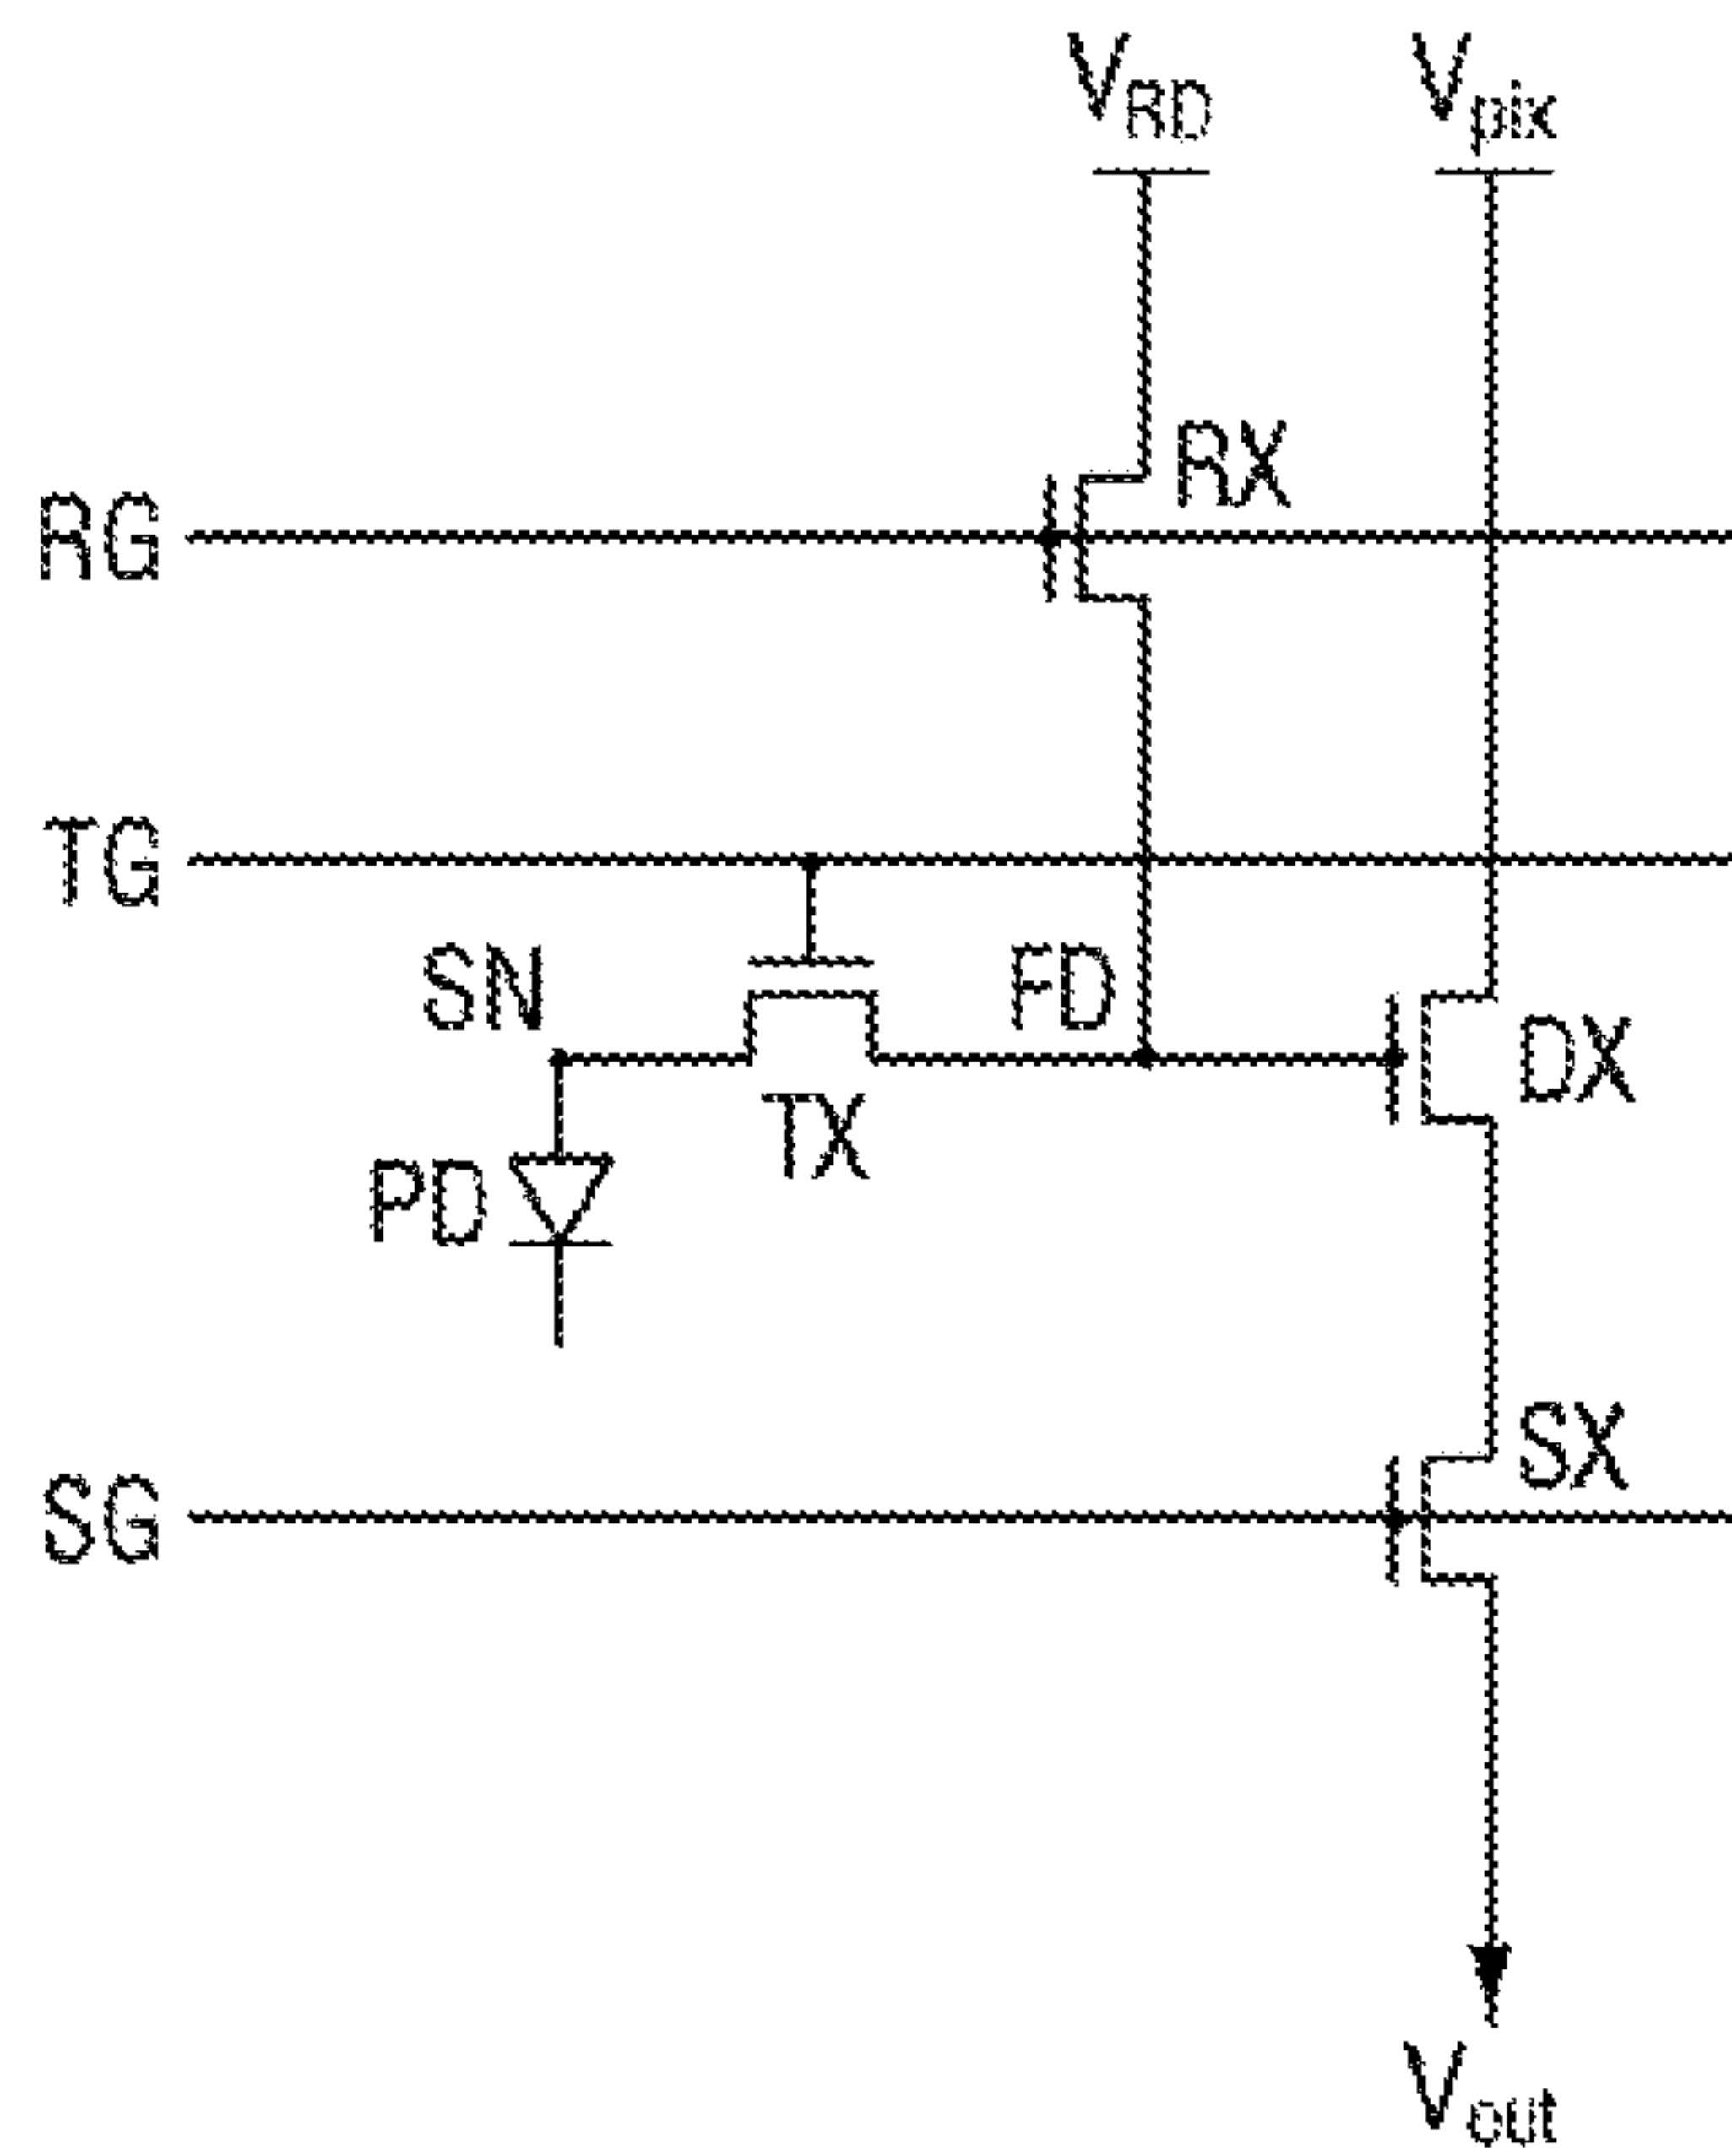 VRD
Vpix
RX
RG
TG
SN
FD
DX
TX
PD
SX
SG
Vout